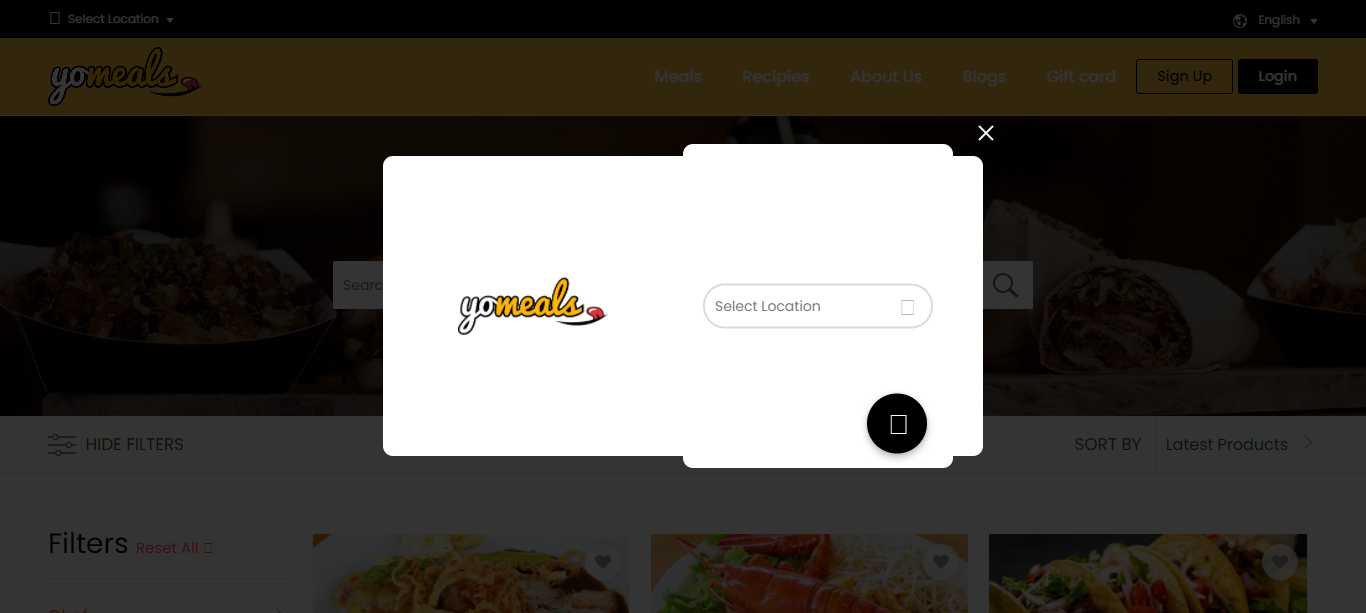 Select Location
English
yomeals
Meals
Recipies
About Us
Blogs
Gift card
Sign Up
Login
yomeals
Select Location
HIDE FILTERS
SORT BY
Latest Products
Filters
Reset All